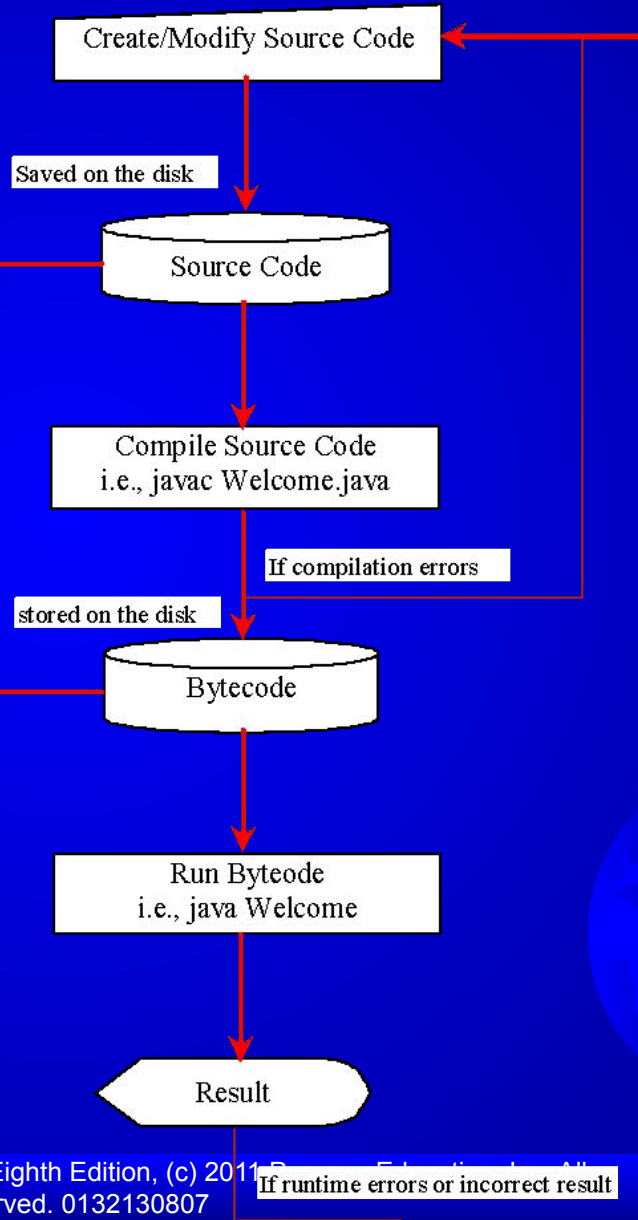 Create/Modify Source Code
Saved on the disk
Source Code
Compile Source Code
i.e., javac Welcome.java
If compilation errors
stored on the disk
Bytecode
Run Byteode
i.e., java Welcome
Result
Eighth Edition, (c) 2011
If runtime errors or incorrect result
rved. 0132130807